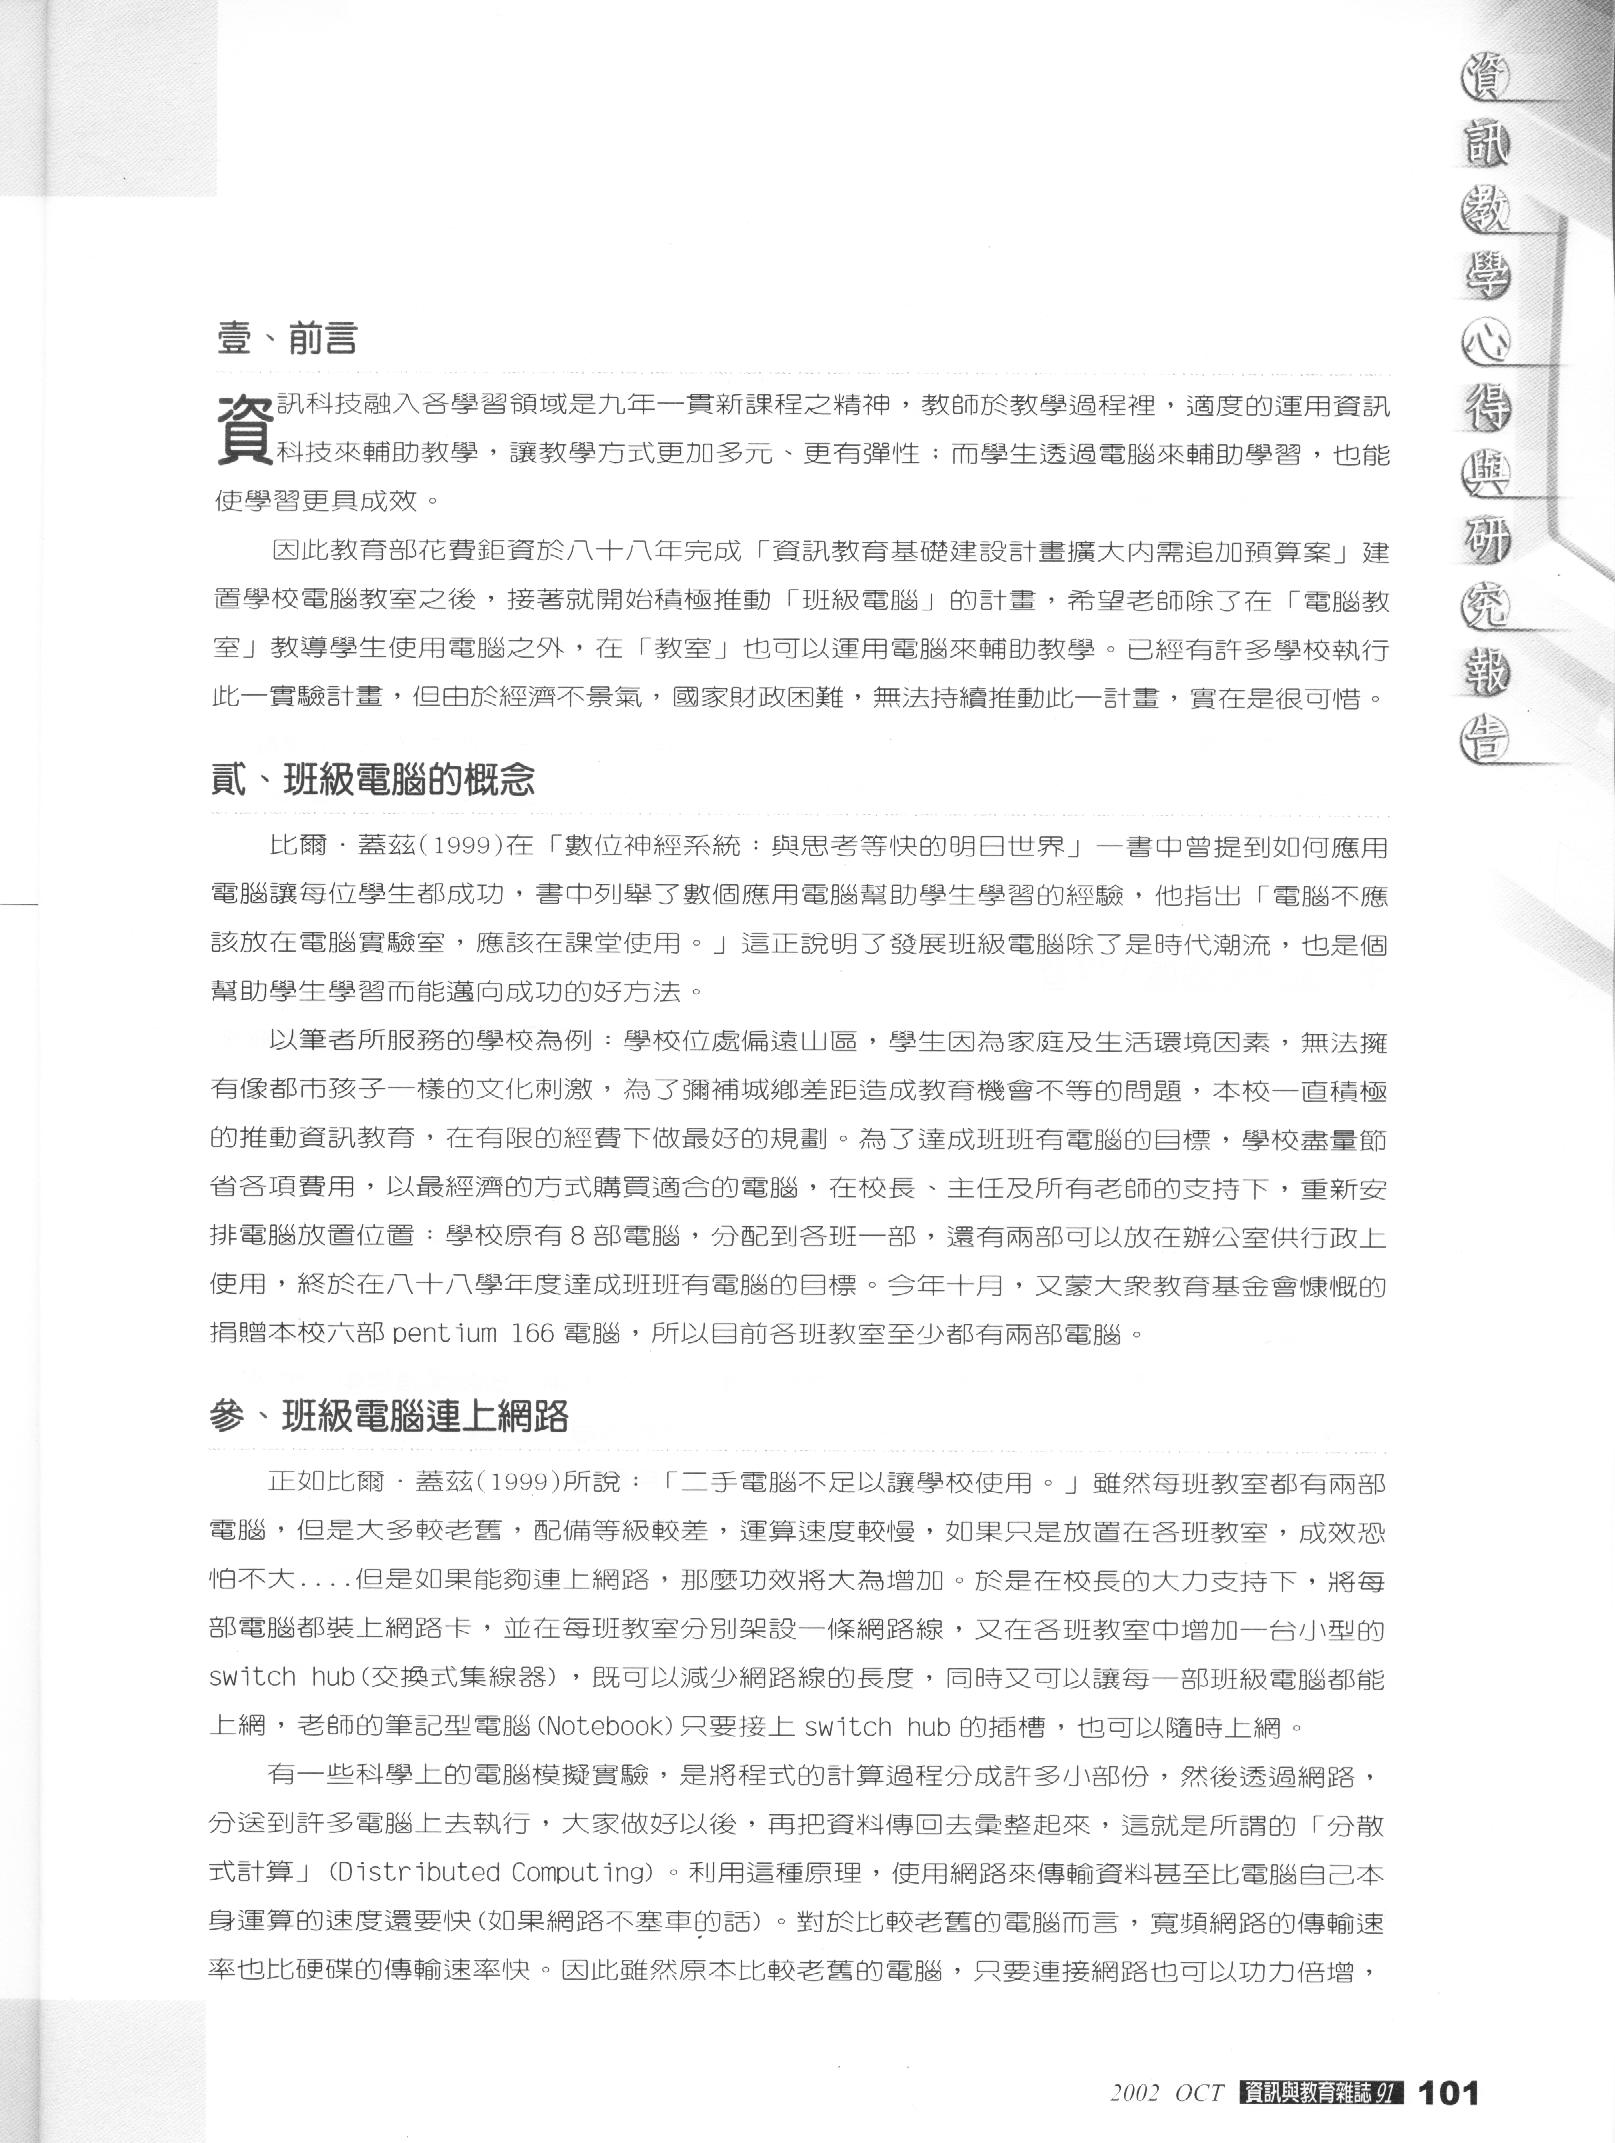 資訊教學心得與研究報告
壹、前言
資訊科技融入各學習領域是九年一貫新課程之精神，教師於教學過程裡，適度的運用資訊
科技來輔助教學，讓教學方式更加多元、更有彈性；而學生透過電腦來輔助學習，也能
使學習更具成效。
因此教育部花費鉅資於八十八年完成「資訊教育基礎建設計畫擴大內需追加預算案」建
置學校電腦教室之後，接著就開始積極推動「班級電腦」的計畫，希望老師除了在「電腦教
室」教導學生使用電腦之外，在「教室」也可以運用電腦來輔助教學。已經有許多學校執行
此一實驗計畫，但由於經濟不景氣，國家財政困難，無法持續推動此一計畫，實在是很可惜。
貳、班級電腦的概念
比爾．蓋茲(1999)在「數位神經系統：與思考等快的明日世界」一書中曾提到如何應用
電腦讓每位學生都成功，書中列舉了數個應用電腦幫助學生學習的經驗，他指出「電腦不應
該放在電腦實驗室，應該在課堂使用。」這正說明了發展班級電腦除了是時代潮流，也是個
幫助學生學習而能邁向成功的好方法。
以筆者所服務的學校為例：學校位處偏遠山區，學生因為家庭及生活環境因素，無法擁
有像都市孩子一樣的文化刺激，為了彌補城鄉差距造成教育機會不等的問題，本校一直積極
的推動資訊教育，在有限的經費下做最好的規劃。為了達成班班有電腦的目標，學校盡量節
省各項費用，以最經濟的方式購買適合的電腦，在校長、主任及所有老師的支持下，重新安
排電腦放置位置：學校原有 8 部電腦，分配到各班一部，還有兩部可以放在辦公室供行政上
使用，終於在八十八學年度達成班班有電腦的目標。今年十月，又蒙大眾教育基金會慷慨的
捐贈本校六部 pentium 166 電腦，所以目前各班教室至少都有兩部電腦。
參、班級電腦連上網路
正如比爾．蓋茲(1999)所說：「二手電腦不足以讓學校使用。」雖然每班教室都有兩部
電腦，但是大多較老舊，配備等級較差，運算速度較慢，如果只是放置在各班教室，成效恐
怕不大....但是如果能夠連上網路，那麼功效將大為增加。於是在校長的大力支持下，將每
部電腦都裝上網路卡，並在每班教室分別架設一條網路線，又在各班教室中增加一台小型的
switch hub(交換式集線器)，既可以減少網路線的長度，同時又可以讓每一部班級電腦都能
上網，老師的筆記型電腦(Notebook)只要接上 switch hub 的插槽，也可以隨時上網。
有一些科學上的電腦模擬實驗，是將程式的計算過程分成許多小部份，然後透過網路，
分送到許多電腦上去執行，大家做好以後，再把資料傳回去彙整起來，這就是所謂的「分散
式計算」(Distributed Computing)。利用這種原理，使用網路來傳輸資料甚至比電腦自己本
身運算的速度還要快(如果網路不塞車的話)。對於比較老舊的電腦而言，寬頻網路的傳輸速
率也比硬碟的傳輸速率快。因此雖然原本比較老舊的電腦，只要連接網路也可以功力倍增，
2002 OCT 資訊與教育雜誌 91 101